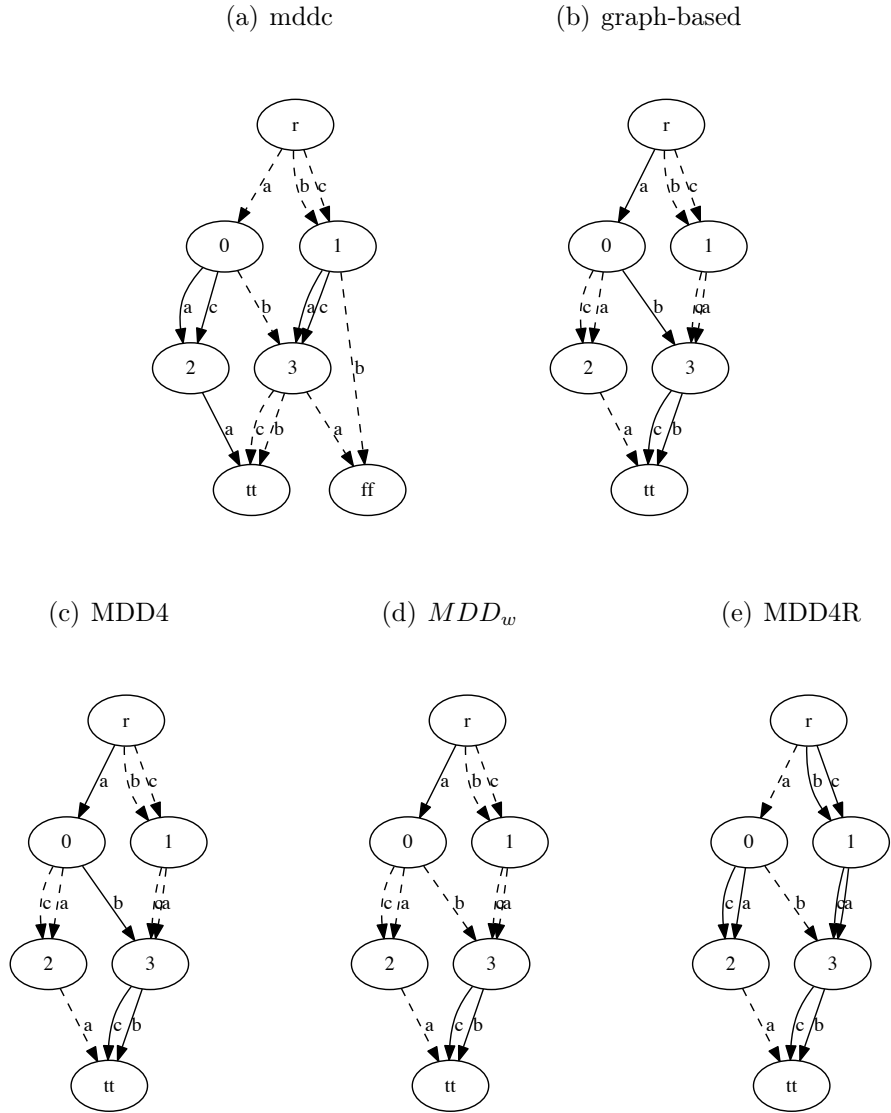 (a) mddc (b) graph-based
r r
a b c a b c
0 1 0 1
a c b a c c a b c a
2 3 b 2 3
a c b a a c b
tt ff tt
(c) MDD4 (d) MDD_w (e) MDD4R
r r r
a b c a b c a b c
0 1 0 1 0 1
c a b c a c a b c a c a b c a
2 3 2 3 2 3
a c b a c b a c b
tt tt tt